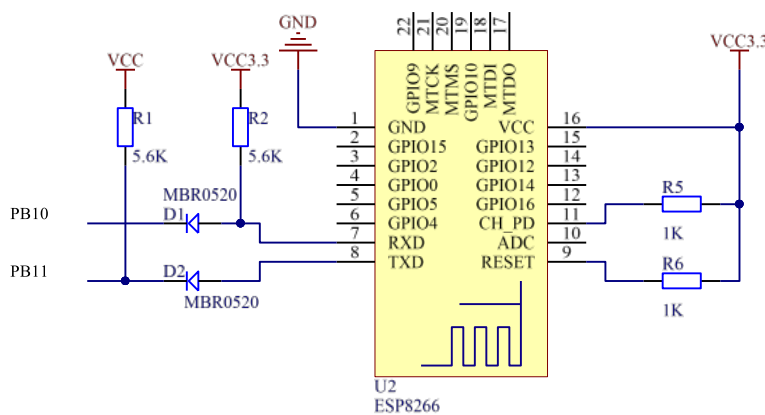 GND
22
21
20
19
18
17
VCC
VCC3.3
VCC3.3
GPIO9
MTCK
MTMS
GPIO10
MTDI
MTDO
R1
R2
5.6K
5.6K
1 GND VCC 16
2 GPIO15 GPIO13 15
3 GPIO2 GPIO12 14
4 GPIO0 GPIO14 13
5 GPIO5 GPIO16 12
6 GPIO4 CH_PD 11
7 RXD ADC 10
8 TXD RESET 9
MBR0520
PB10
D1
R5
1K
PB11
D2
MBR0520
R6
1K
U2
ESP8266